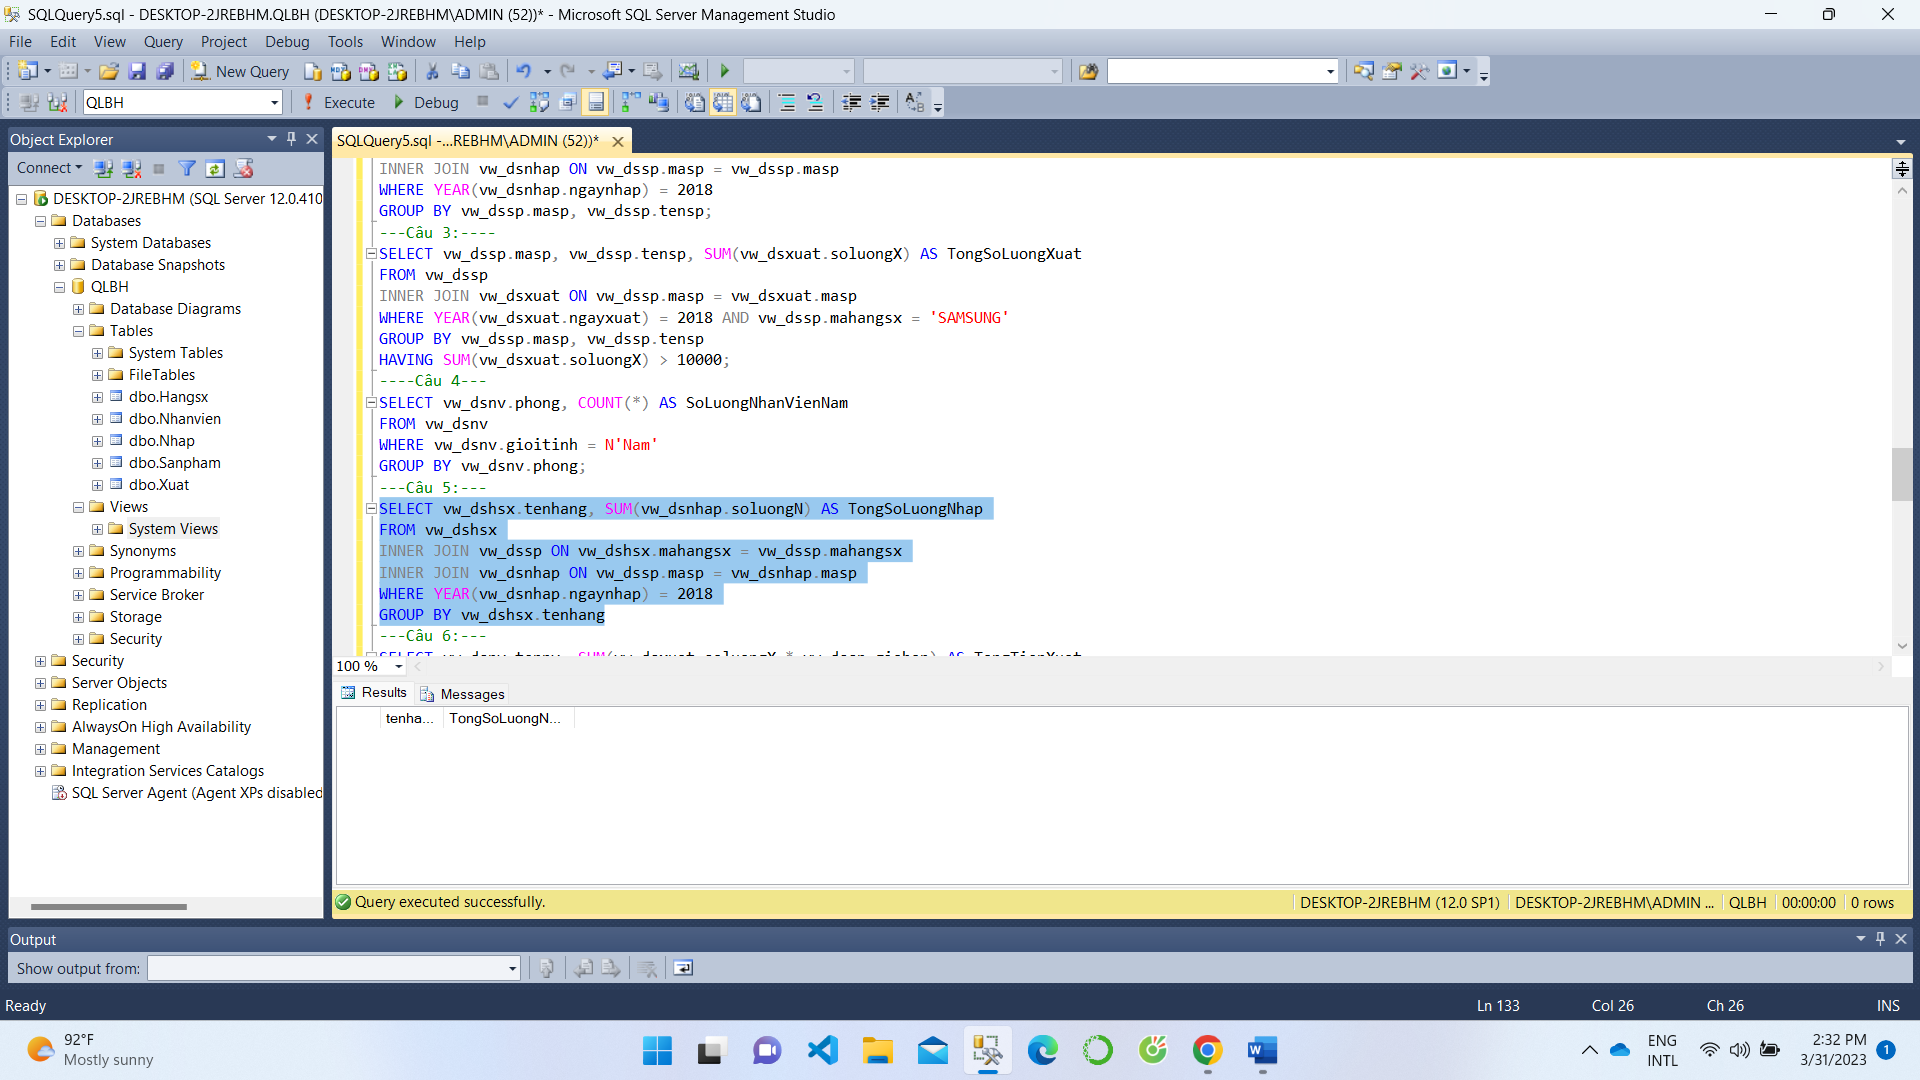 SQLQuery5.sql - DESKTOP-2JREBHM.QLBH (DESKTOP-2JREBHM\ADMIN (52))* - Microsoft SQL Server Management Studio
File Edit View Query Project Debug Tools Window Help
New Query
QLBH Execute Debug
Object Explorer
Connect
DESKTOP-2JREBHM (SQL Server 12.0.410
Databases
System Databases
Database Snapshots
QLBH
Database Diagrams
Tables
System Tables
FileTables
dbo.Hangsx
dbo.Nhanvien
dbo.Nhap
dbo.Sanpham
dbo.Xuat
Views
System Views
Synonyms
Programmability
Service Broker
Storage
Security
Security
Server Objects
Replication
AlwaysOn High Availability
Management
Integration Services Catalogs
SQL Server Agent (Agent XPs disabled
SQLQuery5.sql -...REBHM\ADMIN (52))*
INNER JOIN vw_dsnhap ON vw_dssp.masp = vw_dssp.masp
WHERE YEAR(vw_dsnhap.ngaynhap) = 2018
GROUP BY vw_dssp.masp, vw_dssp.tensp;
---Câu 3:----
SELECT vw_dssp.masp, vw_dssp.tensp, SUM(vw_dsxuat.soluongX) AS TongSoLuongXuat
FROM vw_dssp
INNER JOIN vw_dsxuat ON vw_dssp.masp = vw_dsxuat.masp
WHERE YEAR(vw_dsxuat.ngayxuat) = 2018 AND vw_dssp.mahangsx = 'SAMSUNG'
GROUP BY vw_dssp.masp, vw_dssp.tensp
HAVING SUM(vw_dsxuat.soluongX) > 10000;
----Câu 4---
SELECT vw_dsnv.phong, COUNT(*) AS SoLuongNhanVienNam
FROM vw_dsnv
WHERE vw_dsnv.gioitinh = N'Nam'
GROUP BY vw_dsnv.phong;
---Câu 5:---
SELECT vw_dshsx.tenhang, SUM(vw_dsnhap.soluongN) AS TongSoLuongNhap
FROM vw_dshsx
INNER JOIN vw_dssp ON vw_dshsx.mahangsx = vw_dssp.mahangsx
INNER JOIN vw_dsnhap ON vw_dssp.masp = vw_dsnhap.masp
WHERE YEAR(vw_dsnhap.ngaynhap) = 2018
GROUP BY vw_dshsx.tenhang
---Câu 6:---
SELECT vw_dsnv.tennv, SUM(vw_dsxuat.soluongX * vw_dssp.giaban) AS TongTienXuat
100 %
Results Messages
tenha... TongSoLuongN...
Query executed successfully. DESKTOP-2JREBHM (12.0 SP1) DESKTOP-2JREBHM\ADMIN ... QLBH 00:00:00 0 rows
Output
Show output from:
Ready Ln 133 Col 26 Ch 26 INS
92°F
Mostly sunny
ENG
INTL
2:32 PM
3/31/2023
1